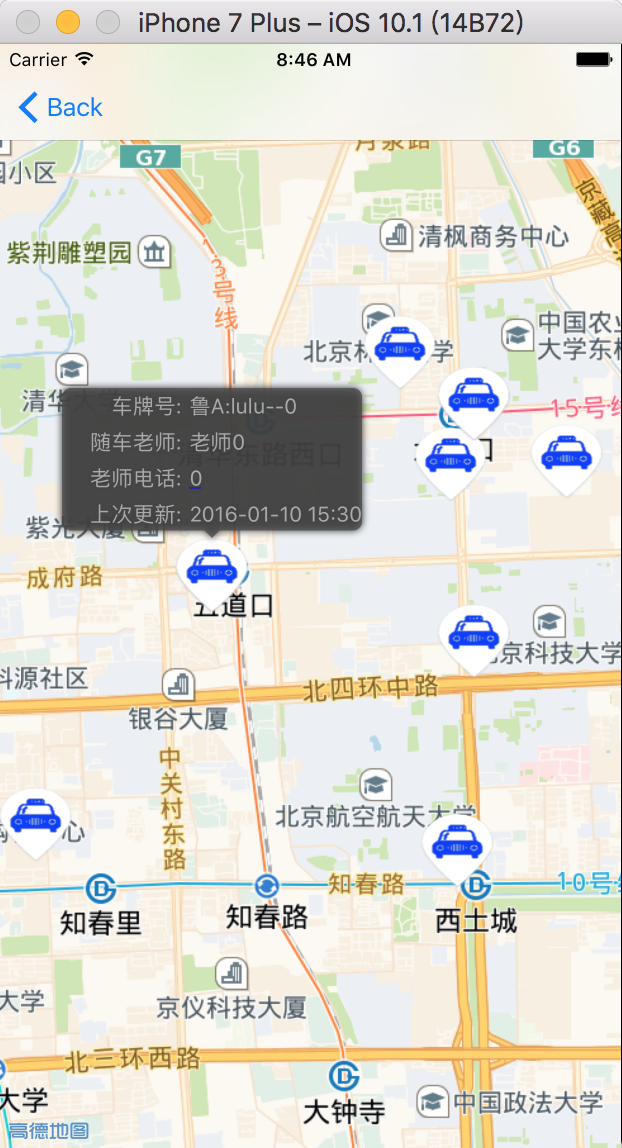 iPhone 7 Plus – iOS 10.1 (14B72)
Carrier 8:46 AM
Back
G7
G6
月泉路
园小区
京藏高
清枫商务中心
紫荆雕塑园
13号线
中国农业
大学东校
北京林
学
清华大学
15号线
车牌号: 鲁A:lulu--0
随车老师: 老师0
清华东路西口
口
老师电话: 0
上次更新: 2016-01-10 15:30
紫光大厦
成府路
五道口
北京科技大学
科源社区
北四环中路
银谷大厦
中关村东路
北京航空航天大学
心
知春路
10号线
知春里
知春路
西土城
大学
京仪科技大厦
北三环西路
大学
大钟寺
中国政法大学
高德地图